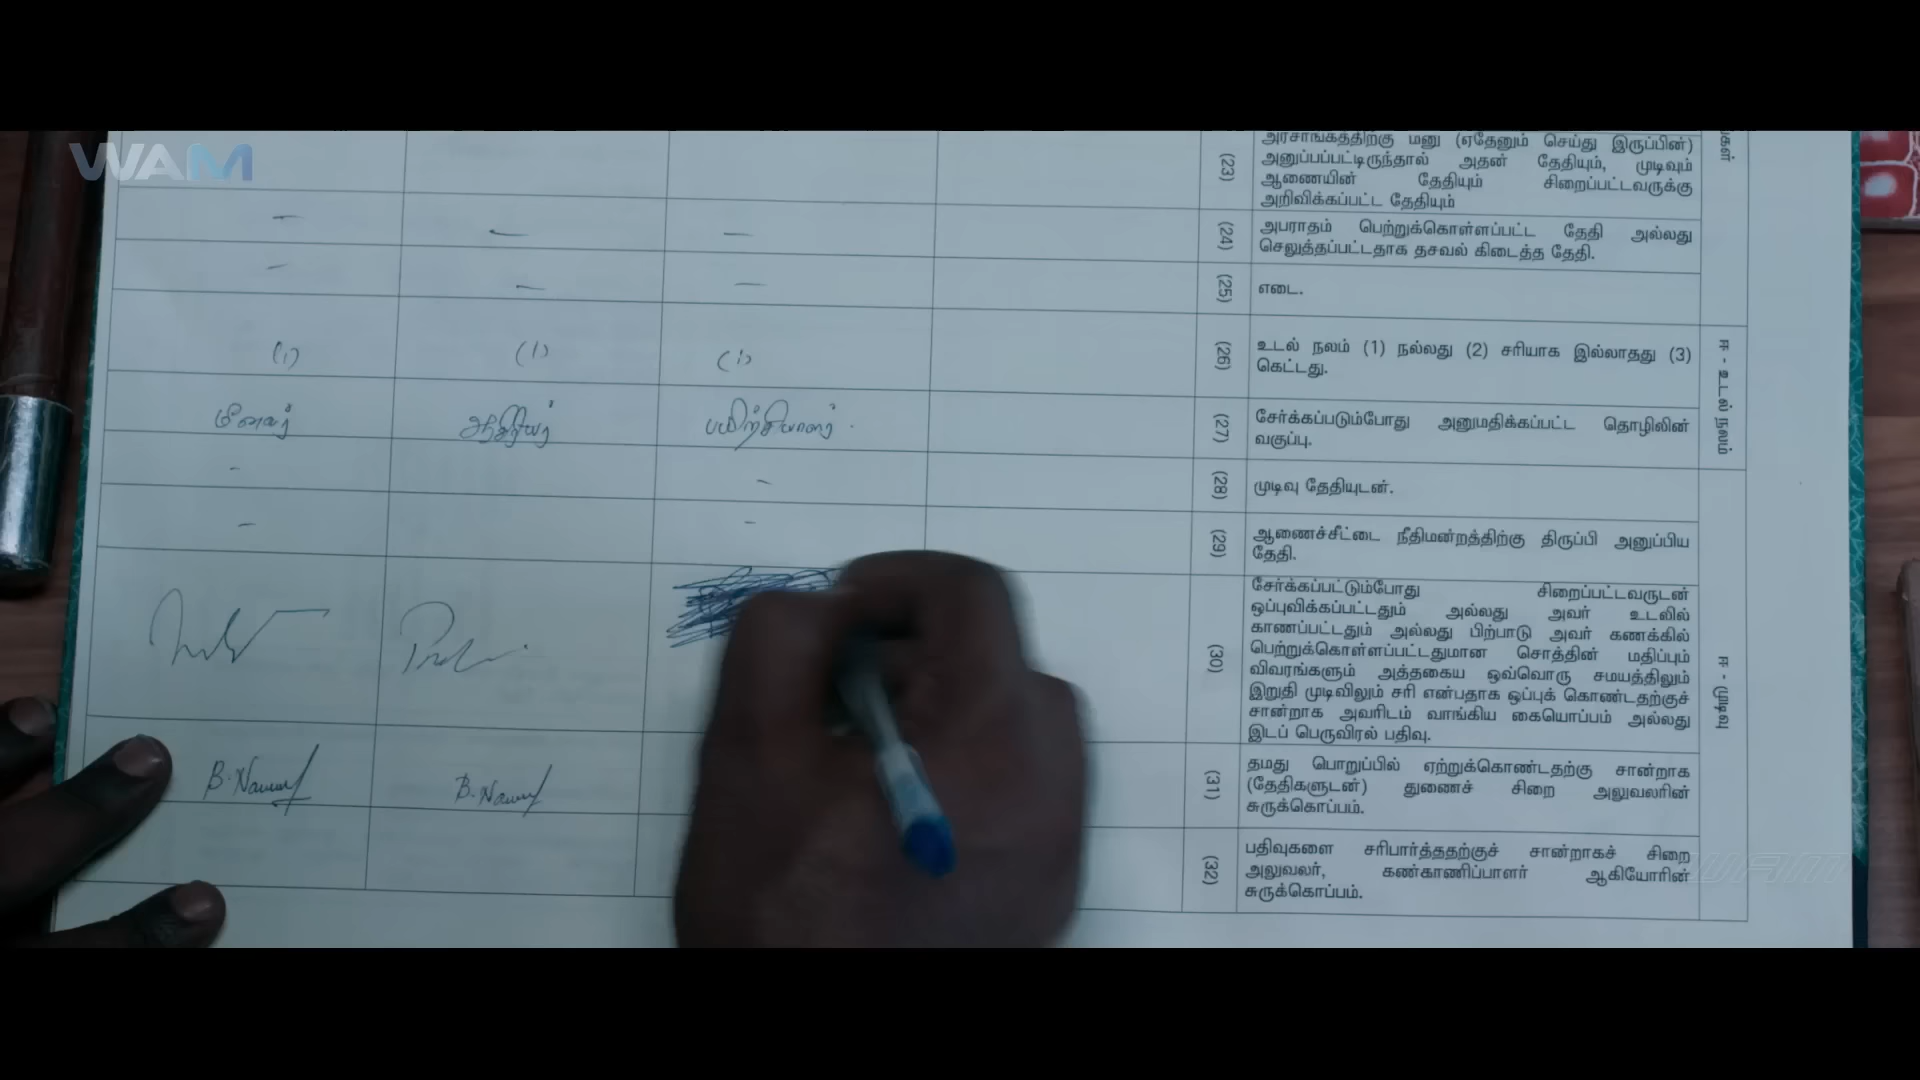 WAM
அரசாங்கத்திற்கு மனு (ஏதேனும் செய்து இருப்பின்)
(23) அனுப்பப்பட்டிருந்தால் அதன் தேதியும், முடிவும்
ஆணையின் தேதியும் சிறைப்பட்டவருக்கு
அறிவிக்கப்பட்ட தேதியும்
(24) அபராதம் பெற்றுக்கொள்ளப்பட்ட தேதி அல்லது
செலுத்தப்பட்டதாக தசவல் கிடைத்த தேதி.
(25) எடை.
ஈ - உடல் நலம்
(1) (1) (1) (26) உடல் நலம் (1) நல்லது (2) சரியாக இல்லாதது (3)
கெட்டது.
மீனவர் ஆசிரியர் பயிற்சியாளர். (27) சேர்க்கப்படும்போது அனுமதிக்கப்பட்ட தொழிலின்
வகுப்பு.
(28) முடிவு தேதியுடன்.
(29) ஆணைச்சீட்டை நீதிமன்றத்திற்கு திருப்பி அனுப்பிய
தேதி.
ஈ - முடிவு
சேர்க்கப்பட்டும்போது சிறைப்பட்டவருடன்
ஒப்புவிக்கப்பட்டதும் அல்லது அவர் உடலில்
காணப்பட்டதும் அல்லது பிற்பாடு அவர் கணக்கில்
(30) பெற்றுக்கொள்ளப்பட்டதுமான சொத்தின் மதிப்பும்
விவரங்களும் அத்தகைய ஒவ்வொரு சமயத்திலும்
இறுதி முடிவிலும் சரி என்பதாக ஒப்புக் கொண்டதற்குச்
சான்றாக அவரிடம் வாங்கிய கையொப்பம் அல்லது
இடப் பெருவிரல் பதிவு.
(31) தமது பொறுப்பில் ஏற்றுக்கொண்டதற்கு சான்றாக
(தேதிகளுடன்) துணைச் சிறை அலுவலரின்
சுருக்கொப்பம்.
(32) பதிவுகளை சரிபார்த்ததற்குச் சான்றாகச் சிறை
அலுவலர், கண்காணிப்பாளர் ஆகியோரின்
சுருக்கொப்பம்.
WAM